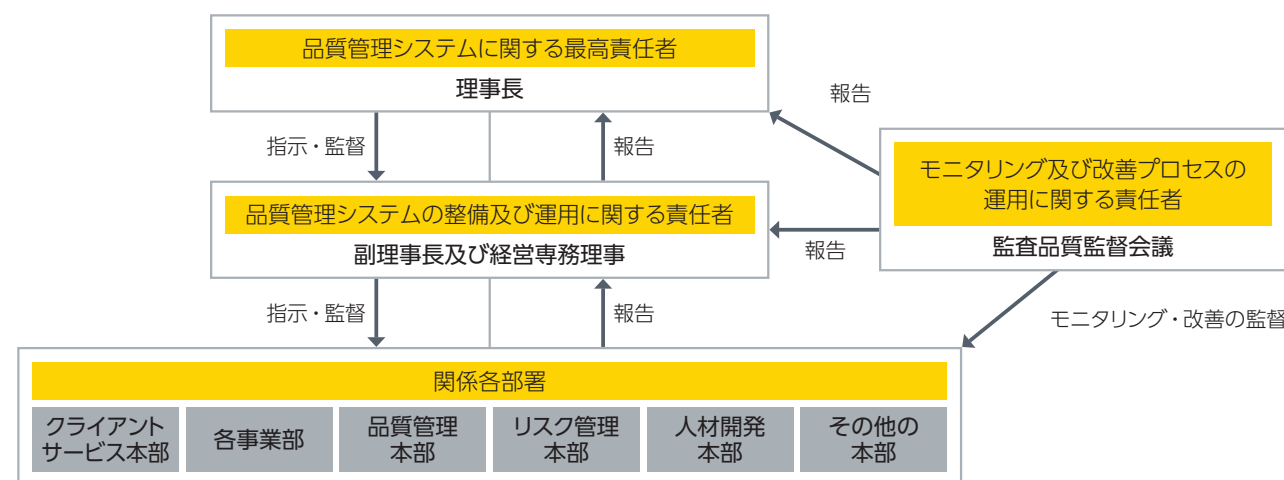 品質管理システムに関する最高責任者
理事長
報告
指示・監督
報告
モニタリング及び改善プロセスの
運用に関する責任者
監査品質監督会議
品質管理システムの整備及び運用に関する責任者
副理事長及び経営専務理事
報告
指示・監督
報告
モニタリング・改善の監督
関係各部署
クライアント
サービス本部
各事業部
品質管理
本部
リスク管理
本部
人材開発
本部
その他の
本部